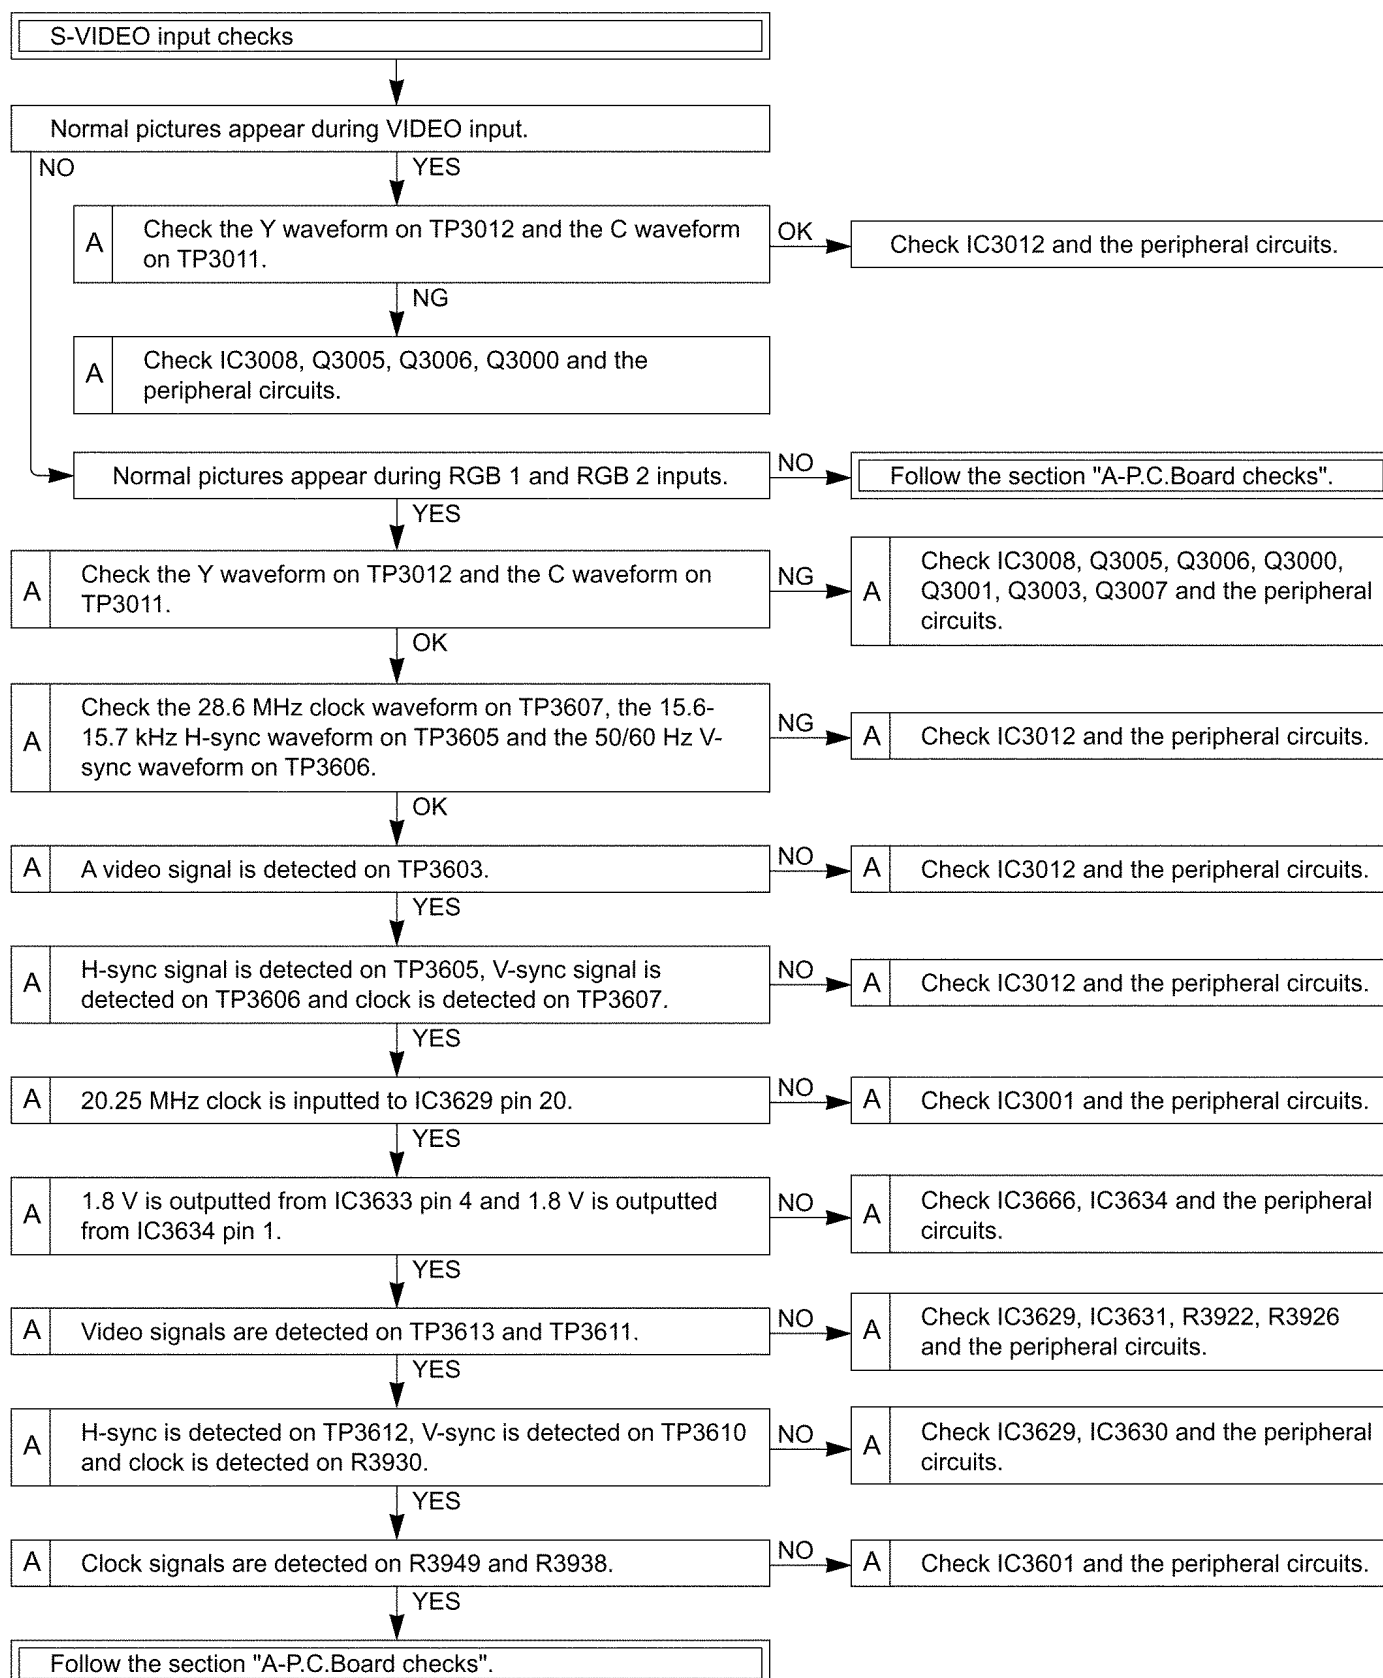 S-VIDEO input checks
Normal pictures appear during VIDEO input.
NO
YES
A
Check the Y waveform on TP3012 and the C waveform
on TP3011.
OK
Check IC3012 and the peripheral circuits.
NG
A
Check IC3008, Q3005, Q3006, Q3000 and the
peripheral circuits.
Normal pictures appear during RGB 1 and RGB 2 inputs.
NO
Follow the section "A-P.C.Board checks".
YES
A
Check the Y waveform on TP3012 and the C waveform on
TP3011.
NG
A
Check IC3008, Q3005, Q3006, Q3000,
Q3001, Q3003, Q3007 and the peripheral
circuits.
OK
A
Check the 28.6 MHz clock waveform on TP3607, the 15.6-
15.7 kHz H-sync waveform on TP3605 and the 50/60 Hz V-
sync waveform on TP3606.
NG
A
Check IC3012 and the peripheral circuits.
OK
A
A video signal is detected on TP3603.
NO
A
Check IC3012 and the peripheral circuits.
YES
A
H-sync signal is detected on TP3605, V-sync signal is
detected on TP3606 and clock is detected on TP3607.
NO
A
Check IC3012 and the peripheral circuits.
YES
A
20.25 MHz clock is inputted to IC3629 pin 20.
NO
A
Check IC3001 and the peripheral circuits.
YES
A
1.8 V is outputted from IC3633 pin 4 and 1.8 V is outputted
from IC3634 pin 1.
NO
A
Check IC3666, IC3634 and the peripheral
circuits.
YES
A
Video signals are detected on TP3613 and TP3611.
NO
A
Check IC3629, IC3631, R3922, R3926
and the peripheral circuits.
YES
A
H-sync is detected on TP3612, V-sync is detected on TP3610
and clock is detected on R3930.
NO
A
Check IC3629, IC3630 and the peripheral
circuits.
YES
A
Clock signals are detected on R3949 and R3938.
NO
A
Check IC3601 and the peripheral circuits.
YES
Follow the section "A-P.C.Board checks".